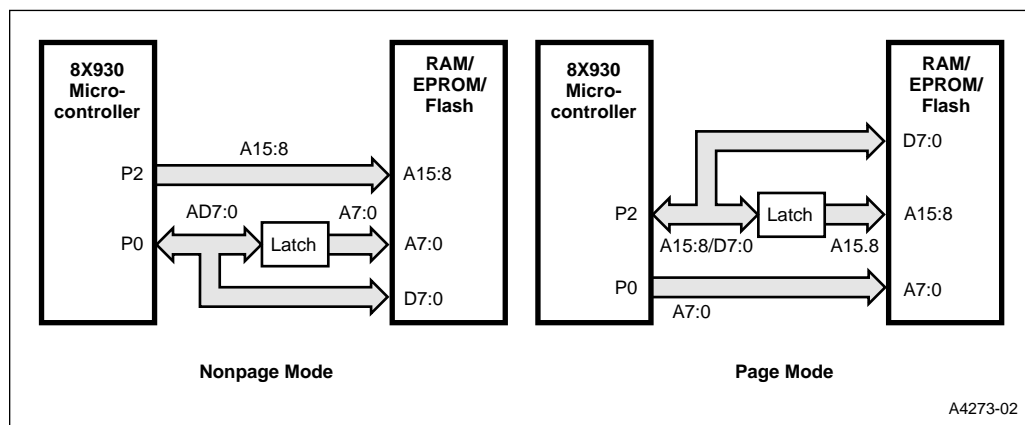 8X930
Micro-
controller
RAM/
EPROM/
Flash
A15:8
P2
A15:8
AD7:0
A7:0
P0
Latch
A7:0
D7:0
Nonpage Mode
8X930
Micro-
controller
RAM/
EPROM/
Flash
D7:0
P2
Latch
A15:8
A15:8/D7:0
A15.8
P0
A7:0
A7:0
Page Mode
A4273-02